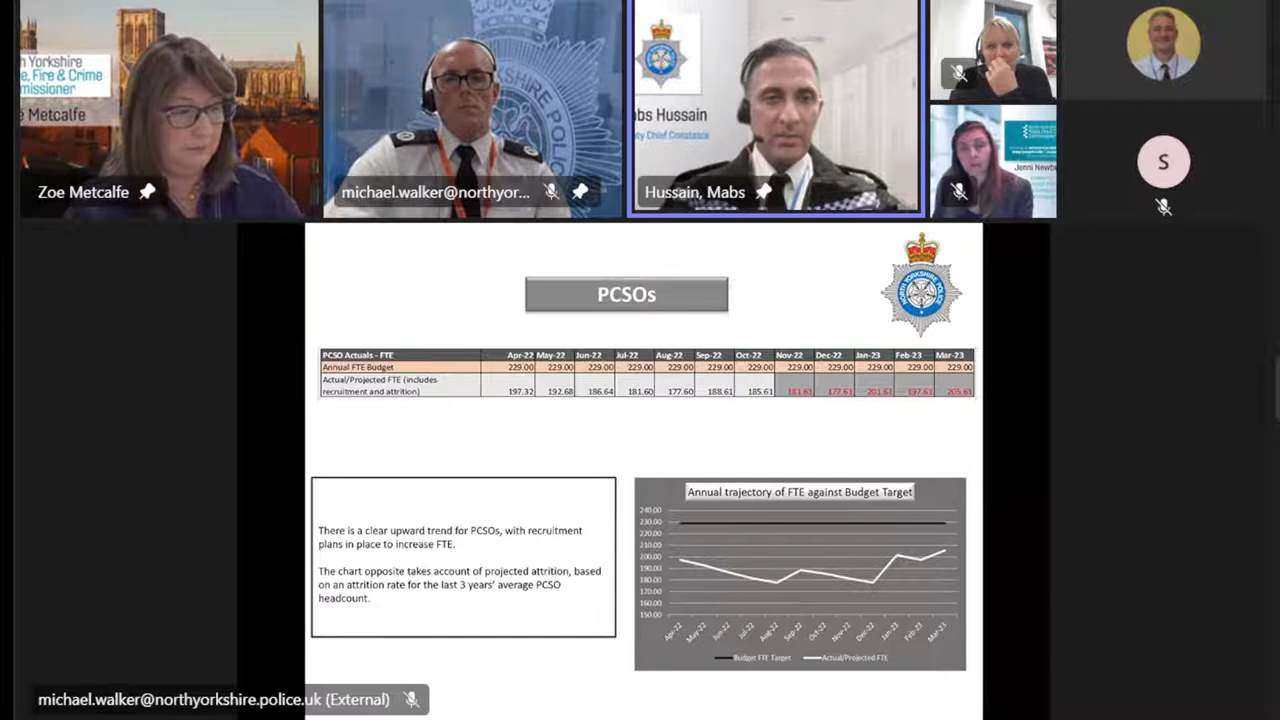 th Yorkshire
e, Fire & Crime
mmissioner
e Metcalfe
Zoe Metcalfe
michael.walker@northyor...
abs Hussain
uty Chief Constable
Hussain, Mabs
Jenni Newb
S
PCSOs
NORTH YORKSHIRE POLICE
PCSO Actuals - FTE Apr-22 May-22 Jun-22 Jul-22 Aug-22 Sep-22 Oct-22 Nov-22 Dec-22 Jan-23 Feb-23 Mar-23
Annual FTE Budget 229.00 229.00 229.00 229.00 229.00 229.00 229.00 229.00 229.00 229.00 229.00 229.00
Actual/Projected FTE (includes
recruitment and attrition) 197.32 192.68 186.64 181.60 177.60 188.61 185.61 181.61 177.61 201.61 197.61 205.61
There is a clear upward trend for PCSOs, with recruitment
plans in place to increase FTE.
The chart opposite takes account of projected attrition, based
on an attrition rate for the last 3 years' average PCSO
headcount.
Annual trajectory of FTE against Budget Target
240.00
230.00
220.00
210.00
200.00
190.00
180.00
170.00
160.00
150.00
Apr-22 May-22 Jun-22 Jul-22 Aug-22 Sep-22 Oct-22 Nov-22 Dec-22 Jan-23 Feb-23 Mar-23
Budget FTE Target Actual/Projected FTE
michael.walker@northyorkshire.police.uk (External)